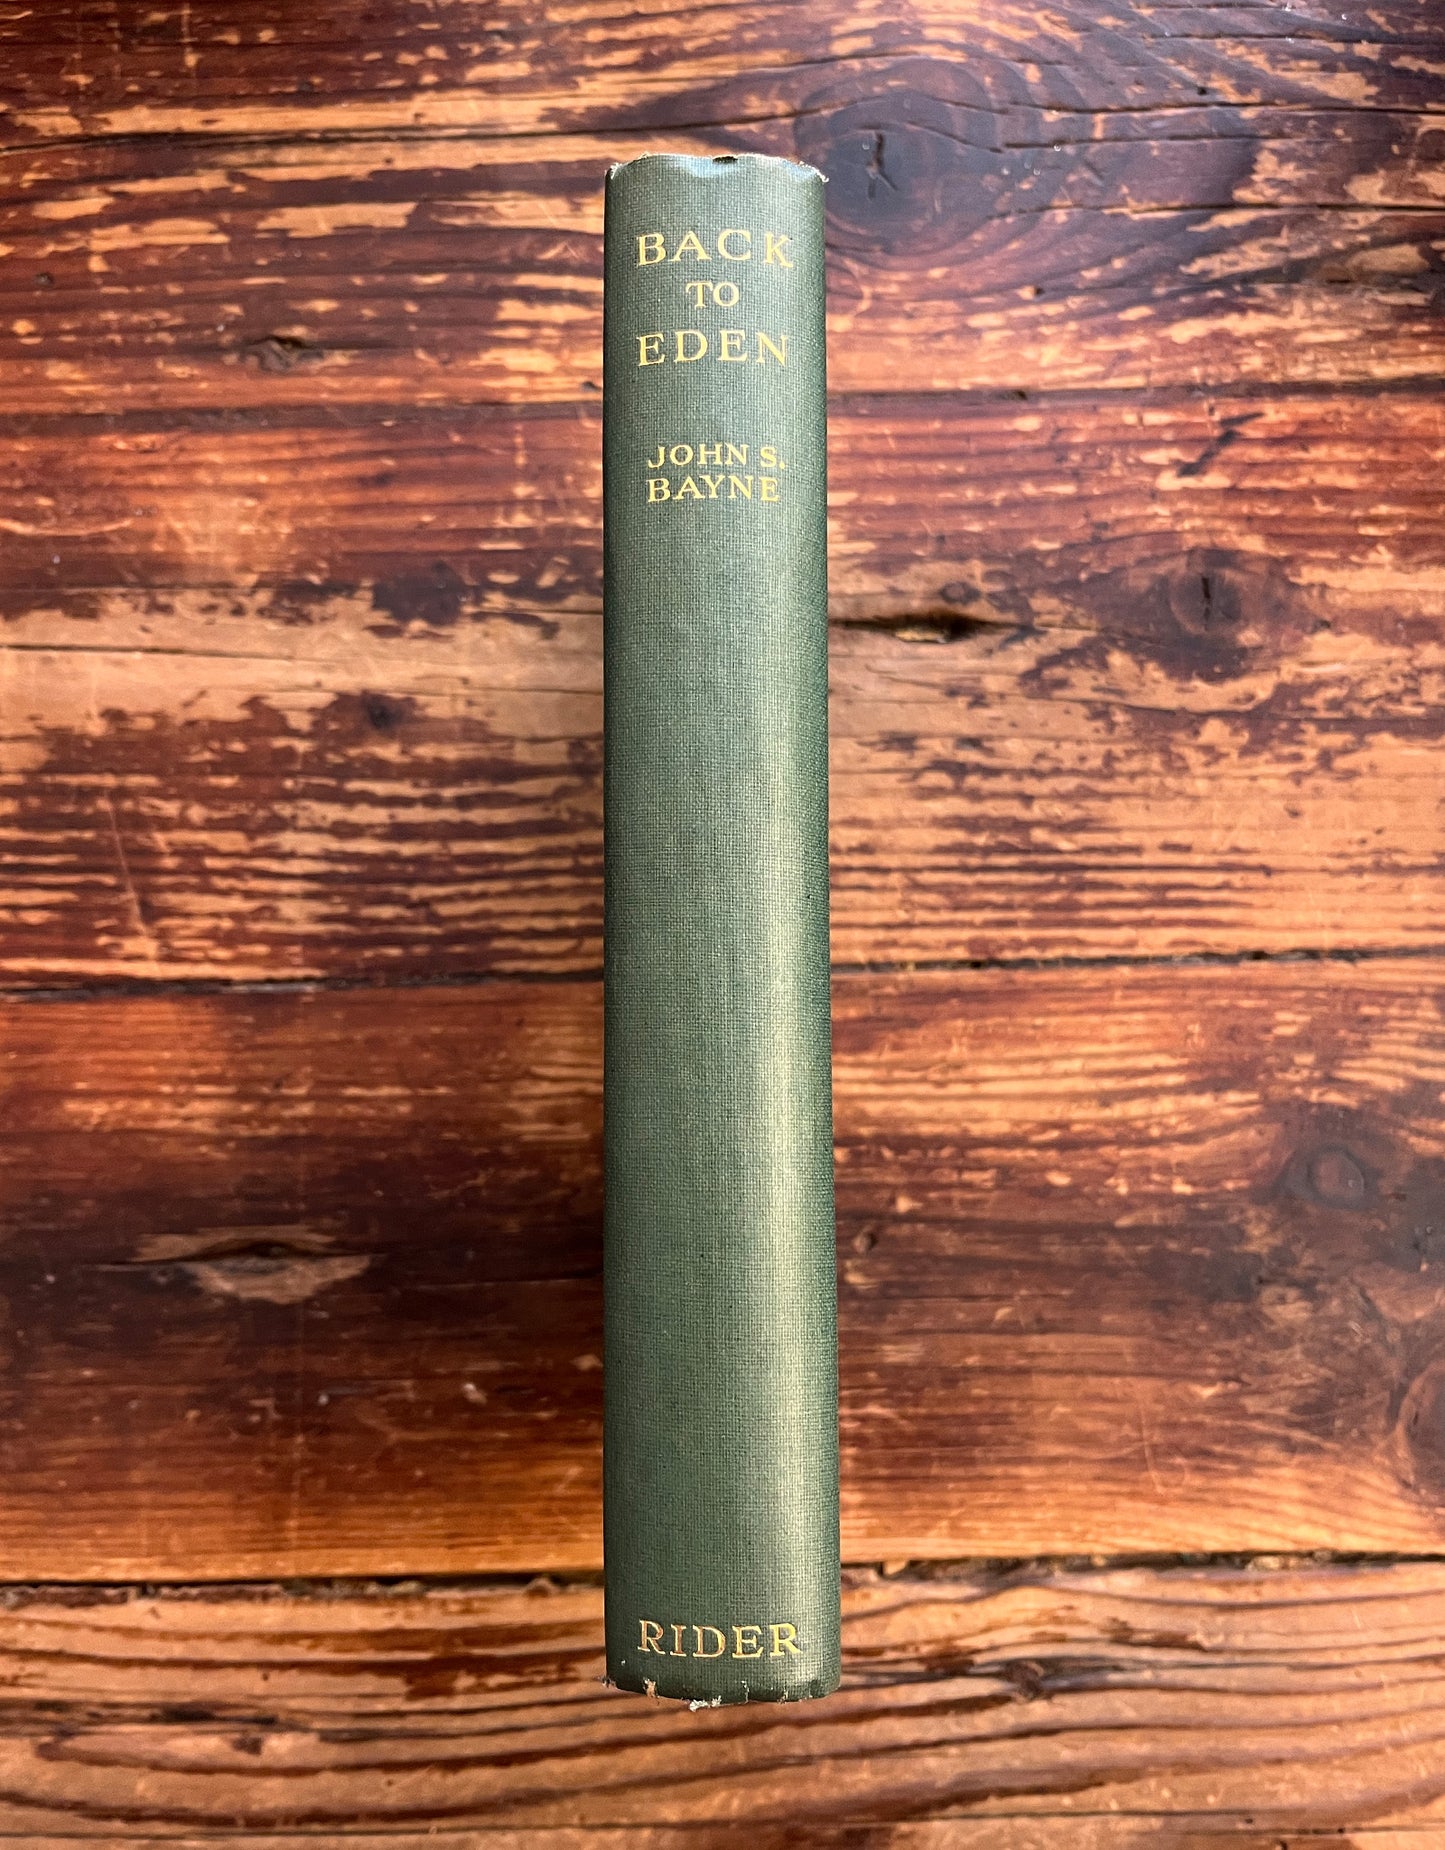 BACK
TO
EDEN
JOHN S.
BAYNE
RIDER